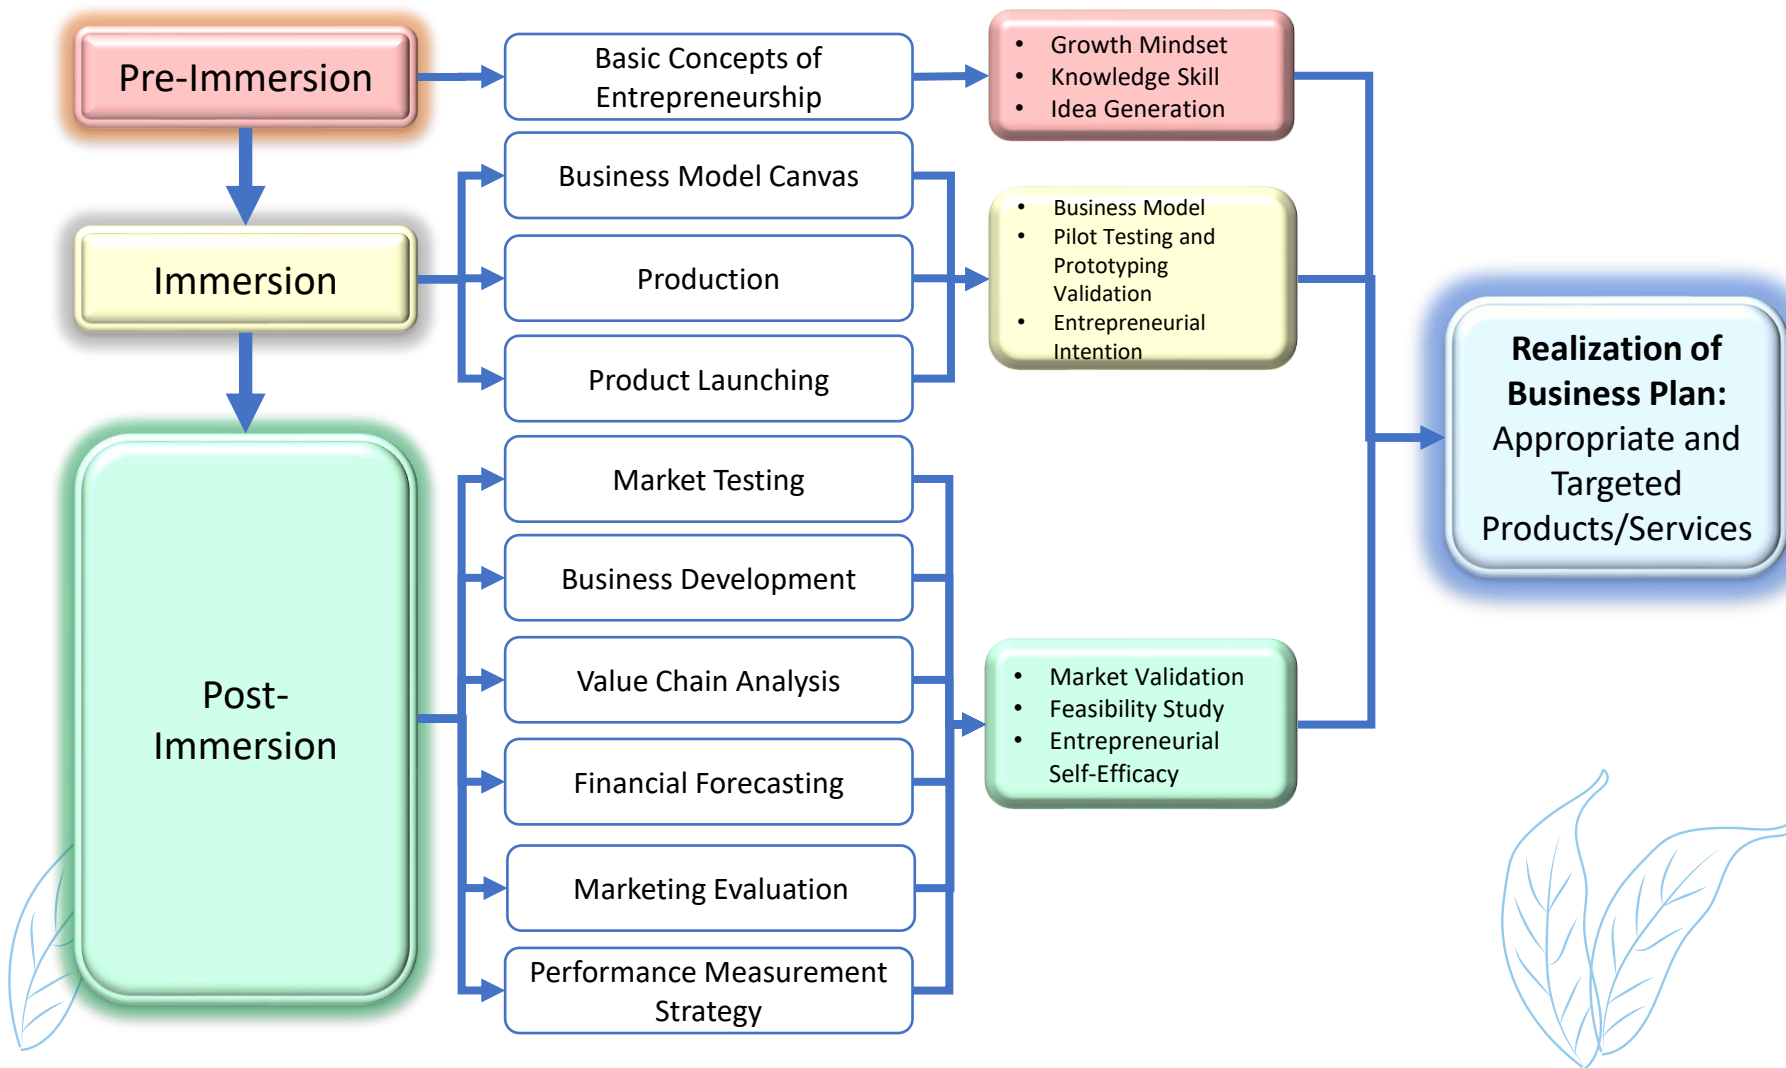 Pre-Immersion
Basic Concepts of
Entrepreneurship
• Growth Mindset
• Knowledge Skill
• Idea Generation
Immersion
Business Model Canvas
Production
Product Launching
• Business Model
• Pilot Testing and
Prototyping
Validation
• Entrepreneurial
Intention
Post-
Immersion
Market Testing
Business Development
Value Chain Analysis
Financial Forecasting
Marketing Evaluation
Performance Measurement
Strategy
• Market Validation
• Feasibility Study
• Entrepreneurial
Self-Efficacy
Realization of
Business Plan:
Appropriate and
Targeted
Products/Services